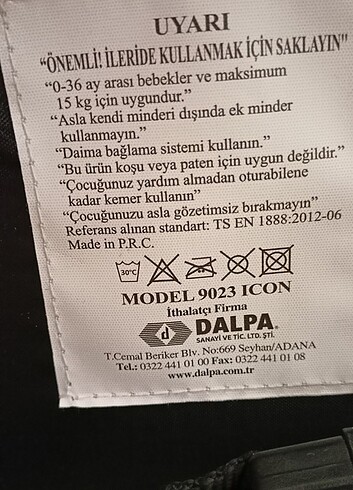 UYARI
"ÖNEMLİ! İLERİDE KULLANMAK İÇİN SAKLAYIN"
"0-36 ay arası bebekler ve maksimum
15 kg için uygundur."
"Asla kendi minderi dışında ek minder
kullanmayın."
"Daima bağlama sistemi kullanın."
"Bu ürün koşu veya paten için uygun değildir."
"Çocuğunuz yardım almadan oturabilene
kadar kemer kullanın"
"Çocuğunuzu asla gözetimsiz bırakmayın"
Referans alınan standart: TS EN 1888:2012-06
Made in P.R.C.
30°C
MODEL 9023 ICON
İthalatçı Firma
d DALPA
SANAYİ VE TİC. LTD. ŞTİ.
T.Cemal Beriker Blv. No:669 Seyhan/ADANA
Tel.: 0322 441 01 00 Fax: 0322 441 01 08
www.dalpa.com.tr